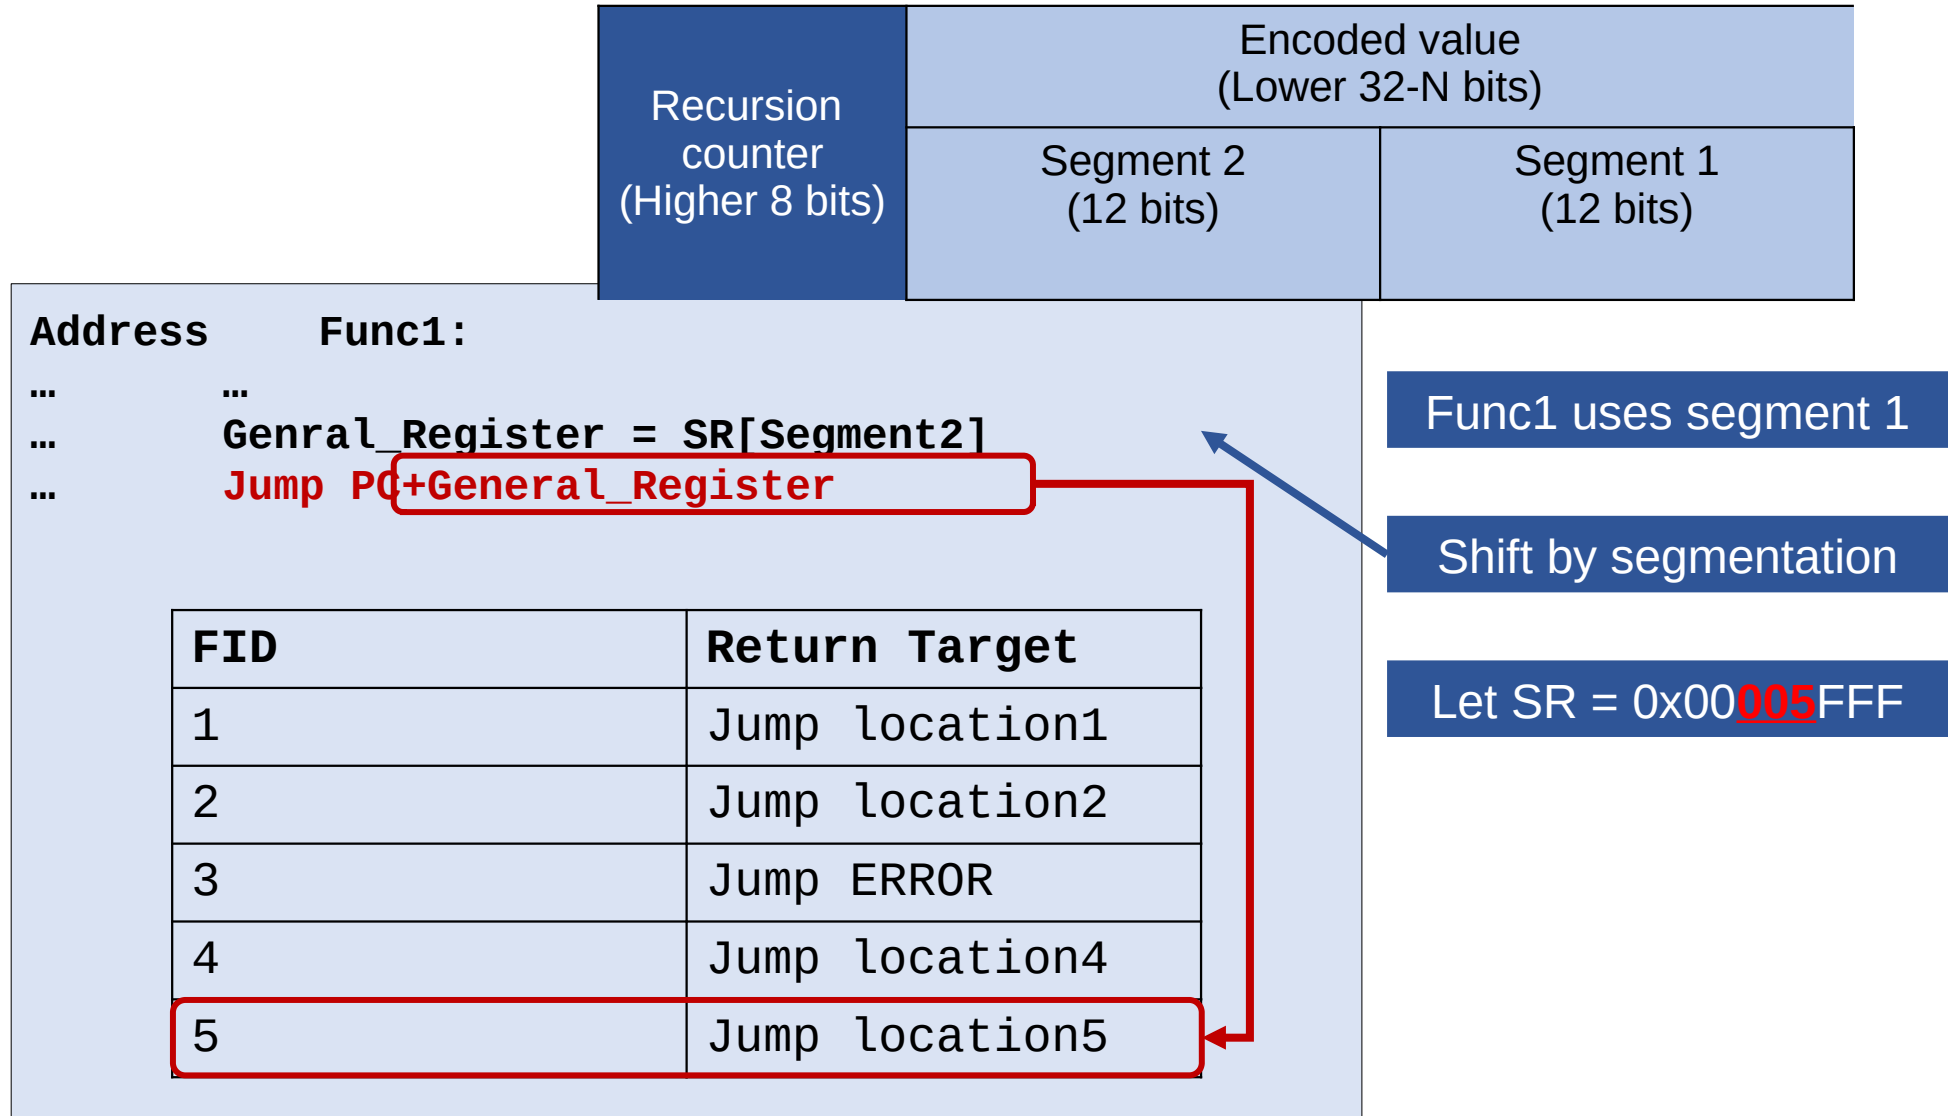 Recursion
counter
(Higher 8 bits)
Encoded value
(Lower 32-N bits)
Segment 2
(12 bits)
Segment 1
(12 bits)
Address Func1:
… …
… Genral_Register = SR[Segment2]
… Jump PC+General_Register
Func1 uses segment 1
Shift by segmentation
Let SR = 0x00005FFF
FID Return Target
1 Jump location1
2 Jump location2
3 Jump ERROR
4 Jump location4
5 Jump location5